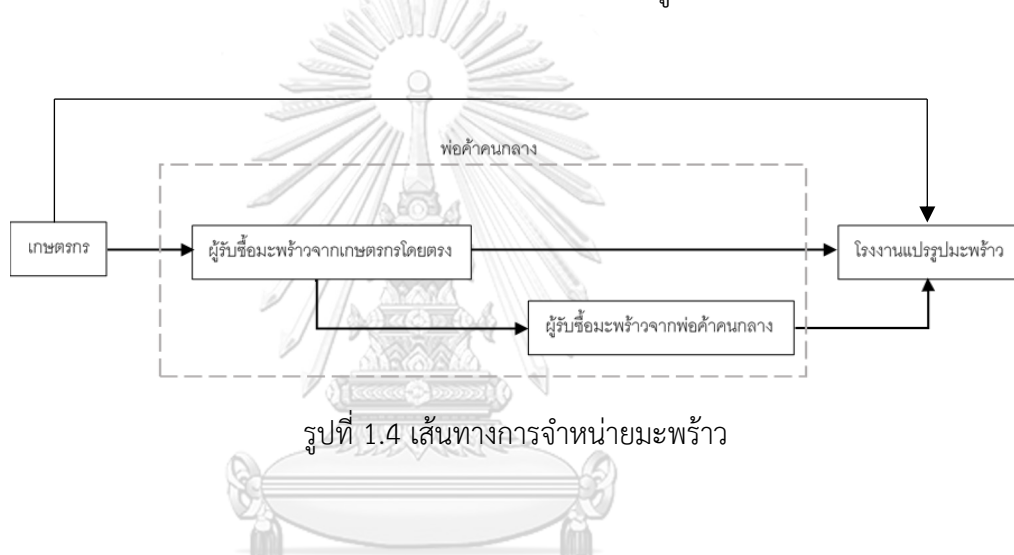 พ่อค้าคนกลาง
เกษตรกร
ผู้รับซื้อมะพร้าวจากเกษตรกรโดยตรง
โรงงานแปรรูปมะพร้าว
ผู้รับซื้อมะพร้าวจากพ่อค้าคนกลาง
รูปที่ 1.4 เส้นทางการจำหน่ายมะพร้าว